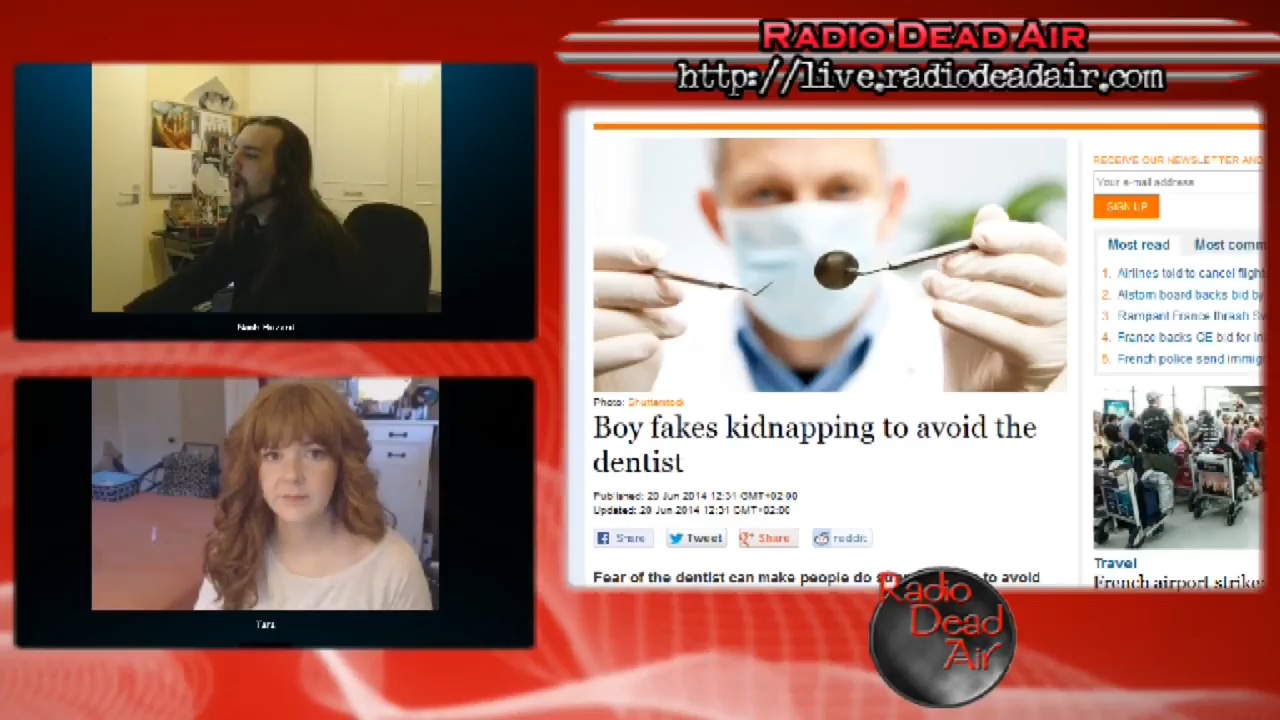 RADIO DEAD AIR
http://live.radiodeadair.com
Tara
RECEIVE OUR NEWSLETTER AND
Your e-mail address
SIGN UP
Most read Most comm
1. Airlines told to cancel flight
2. Alstom board backs bid by
3. Rampant France thrash Sw
4. France backs GE bid for
5. French police send immig
Photo: Shutterstock
Boy fakes kidnapping to avoid the
dentist
Published: 20 Jun 2014 12:31 GMT+02:00
Updated: 20 Jun 2014 12:31 GMT+02:00
Share Tweet Share reddit
Fear of the dentist can make people do to avoid
Travel
French airport strike:
Radio
Dead
Air